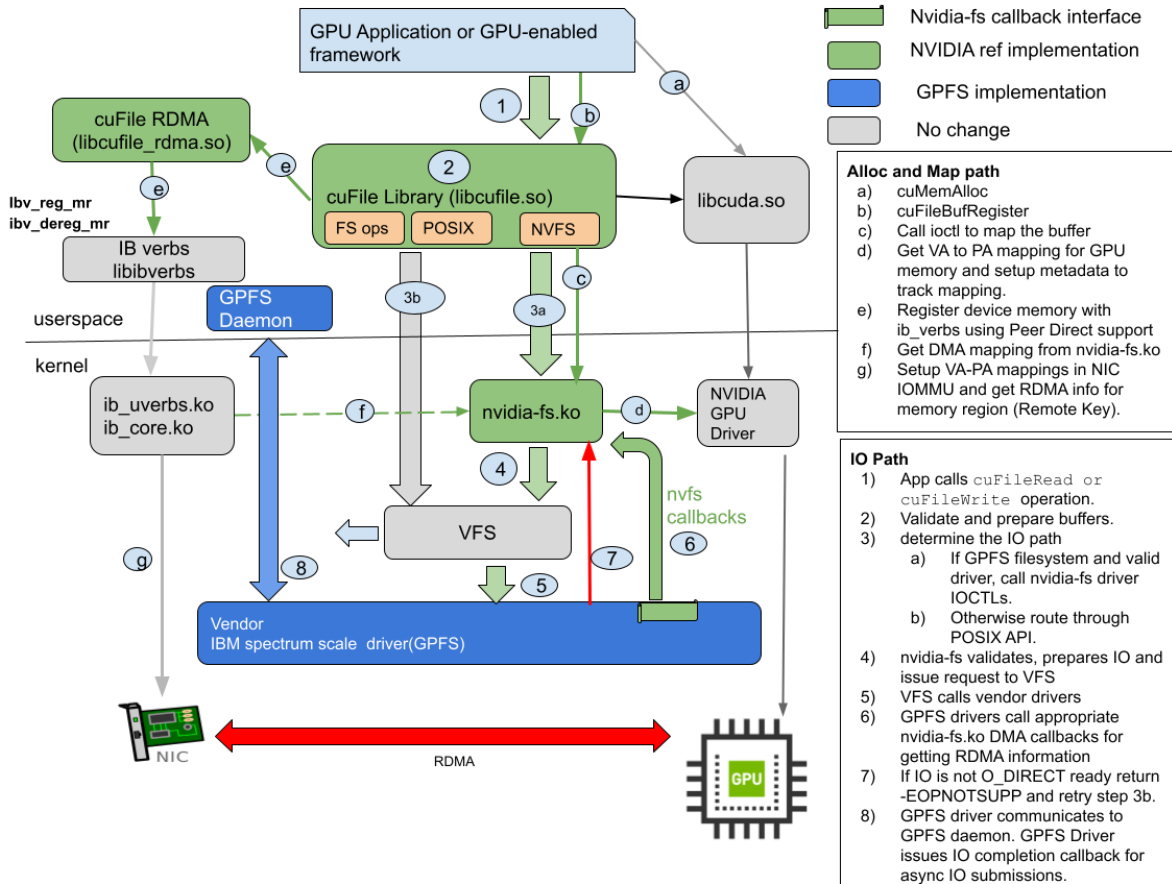 GPU Application or GPU-enabled
framework
Nvidia-fs callback interface
NVIDIA ref implementation
GPFS implementation
No change
a
1
b
cuFile RDMA
(libcufile_rdma.so)
e
e
2
cuFile Library (libcufile.so)
FS ops
POSIX
NVFS
libcuda.so
Ibv_reg_mr
ibv_dereg_mr
IB verbs
libibverbs
GPFS
Daemon
userspace
kernel
3b
3a
c
ib_uverbs.ko
ib_core.ko
f
nvidia-fs.ko
d
NVIDIA
GPU
Driver
4
nvfs
callbacks
VFS
g
8
5
7
6
Vendor
IBM spectrum scale driver(GPFS)
NIC
RDMA
GPU
Alloc and Map path
a) cuMemAlloc
b) cuFileBufRegister
c) Call ioctl to map the buffer
d) Get VA to PA mapping for GPU
memory and setup metadata to
track mapping.
e) Register device memory with
ib_verbs using Peer Direct support
f) Get DMA mapping from nvidia-fs.ko
g) Setup VA-PA mappings in NIC
IOMMU and get RDMA info for
memory region (Remote Key).
IO Path
1) App calls cuFileRead or
cuFileWrite operation.
2) Validate and prepare buffers.
3) determine the IO path
a) If GPFS filesystem and valid
driver, call nvidia-fs driver
IOCTLs.
b) Otherwise route through
POSIX API.
4) nvidia-fs validates, prepares IO and
issue request to VFS
5) VFS calls vendor drivers
6) GPFS drivers call appropriate
nvidia-fs.ko DMA callbacks for
getting RDMA information
7) If IO is not O_DIRECT ready return
-EOPNOTSUPP and retry step 3b.
8) GPFS driver communicates to
GPFS daemon. GPFS Driver
issues IO completion callback for
async IO submissions.